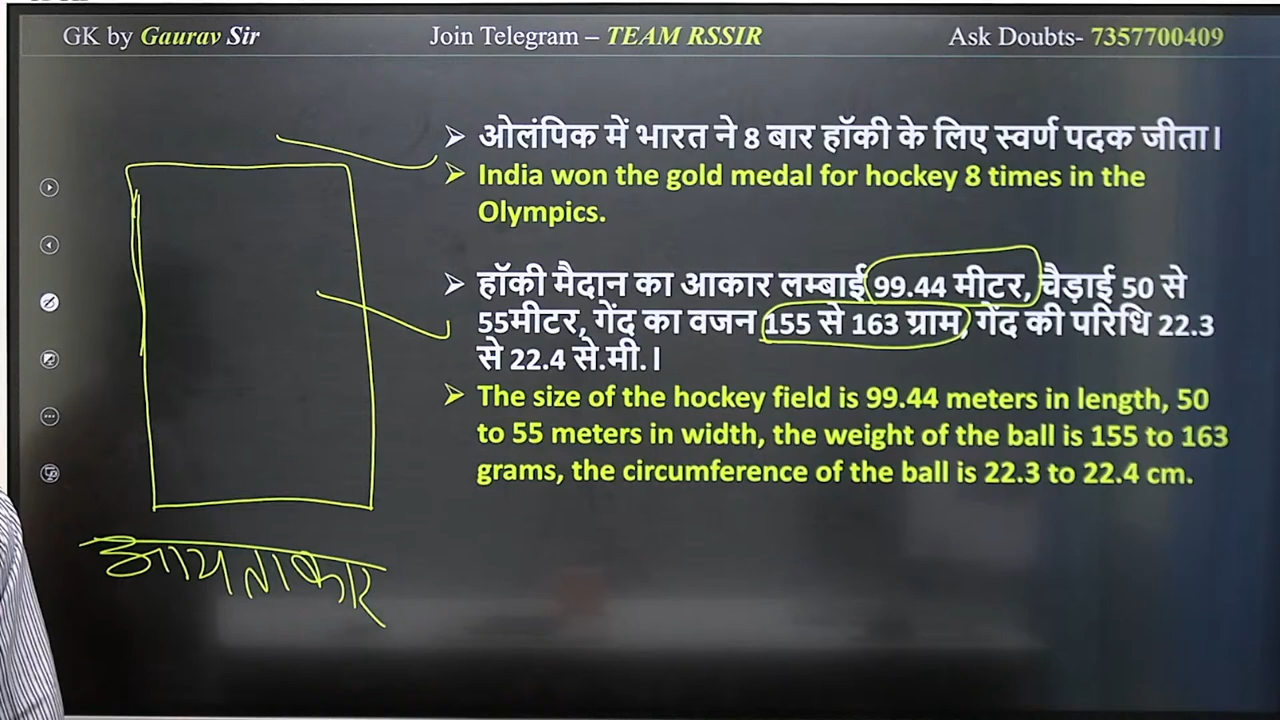 GK by Gaurav Sir
Join Telegram – TEAM RSSIR
Ask Doubts- 7357700409
➢ ओलंपिक में भारत ने 8 बार हॉकी के लिए स्वर्ण पदक जीता।
➢ India won the gold medal for hockey 8 times in the
Olympics.
➢ हॉकी मैदान का आकार लम्बाई 99.44 मीटर, चैड़ाई 50 से
55मीटर, गेंद का वजन 155 से 163 ग्राम, गेंद की परिधि 22.3
से 22.4 से.मी.।
➢ The size of the hockey field is 99.44 meters in length, 50
to 55 meters in width, the weight of the ball is 155 to 163
grams, the circumference of the ball is 22.3 to 22.4 cm.
आयताकार